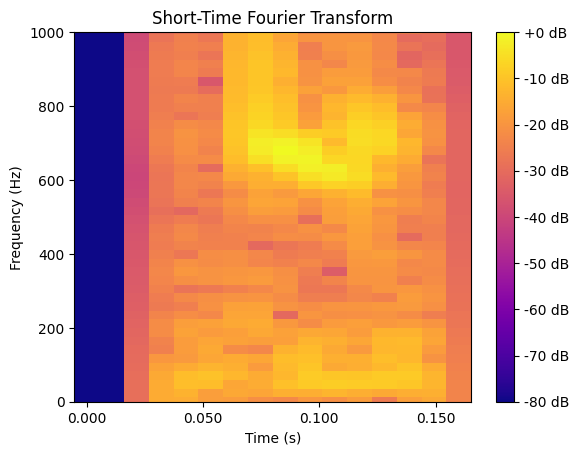 Short-Time Fourier Transform
1000
800
600
400
200
0
Frequency (Hz)
0.000
0.050
0.100
0.150
Time (s)
+0 dB
-10 dB
-20 dB
-30 dB
-40 dB
-50 dB
-60 dB
-70 dB
-80 dB